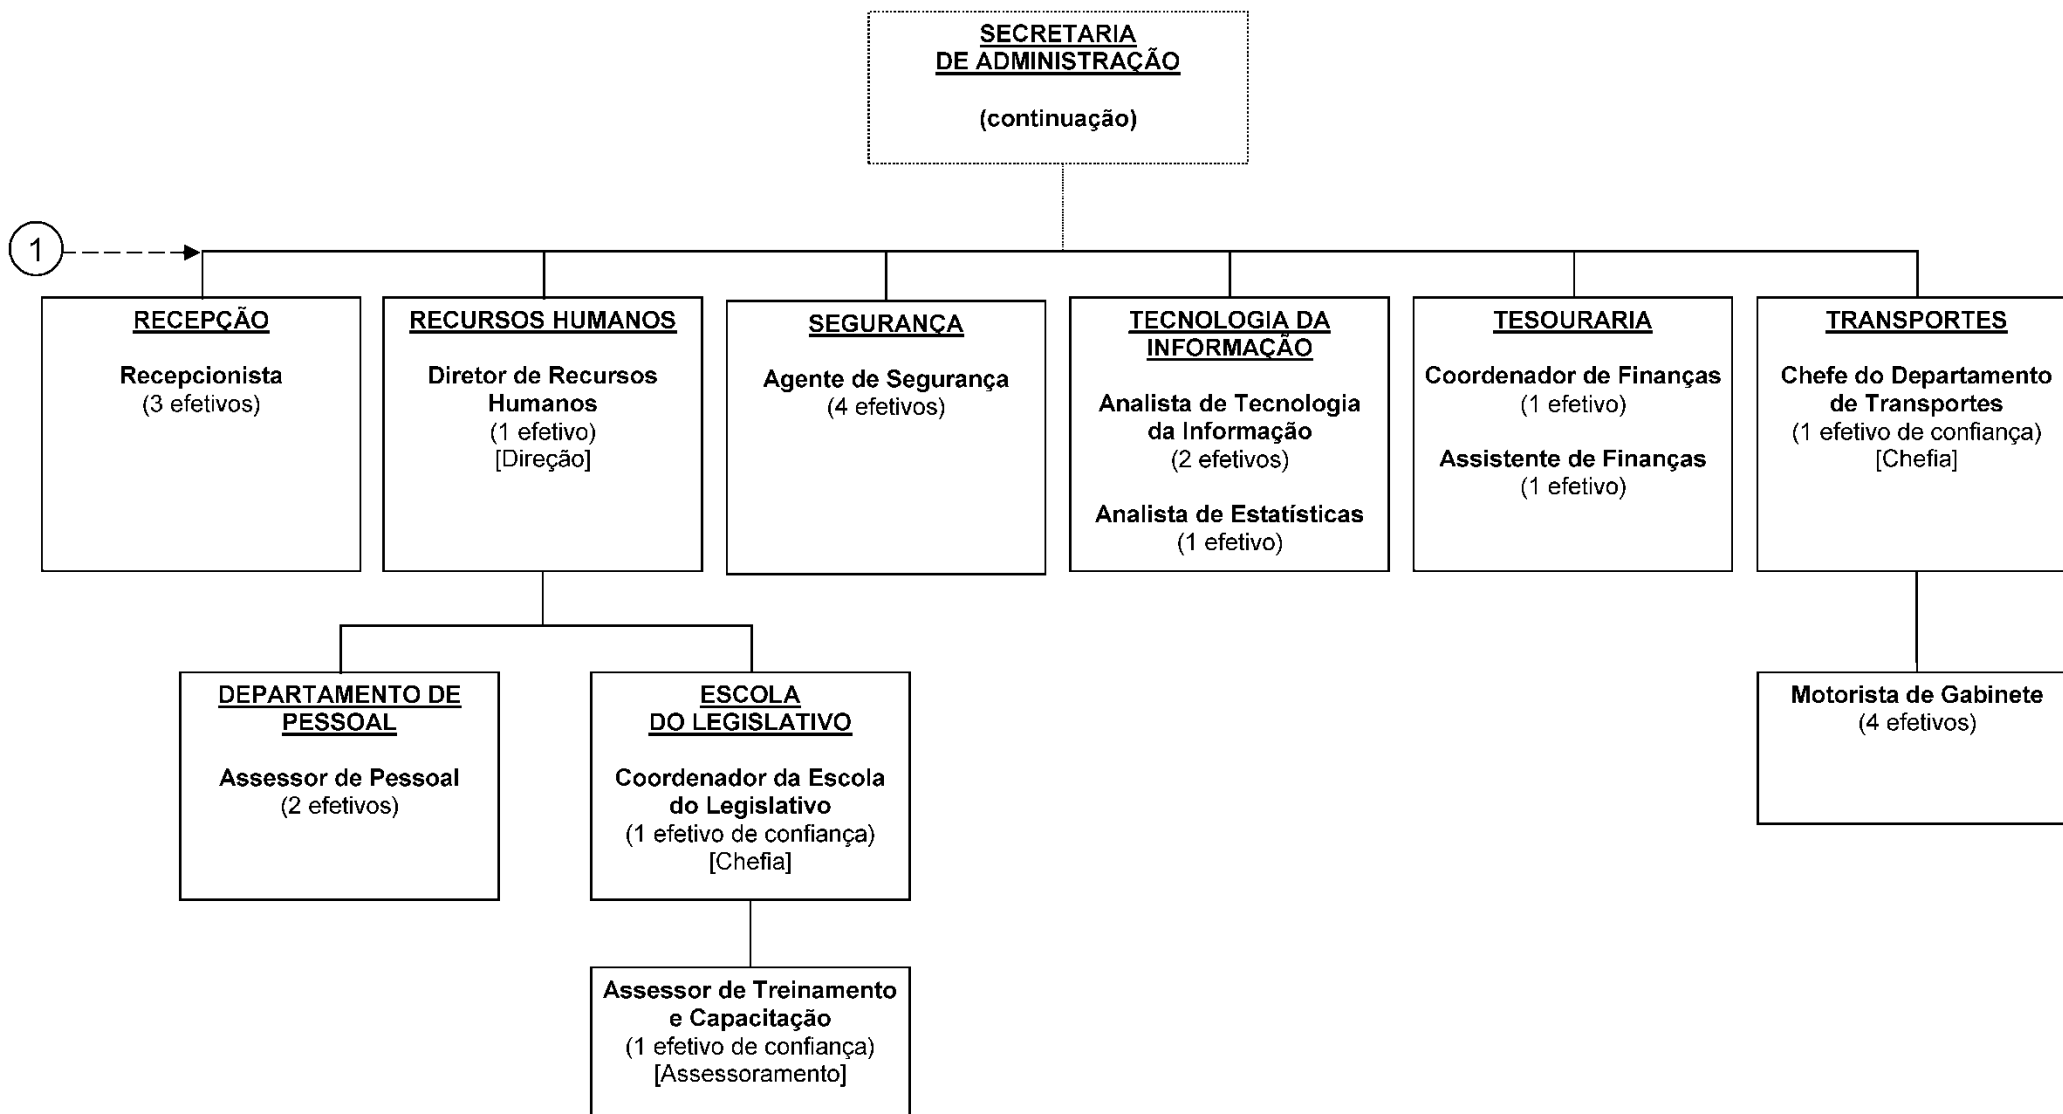 SECRETARIA
DE ADMINISTRAÇÃO
(continuação)
1
RECEPÇÃO
Recepcionista
(3 efetivos)
RECURSOS HUMANOS
Diretor de Recursos
Humanos
(1 efetivo)
[Direção]
SEGURANÇA
Agente de Segurança
(4 efetivos)
TECNOLOGIA DA
INFORMAÇÃO
Analista de Tecnologia
da Informação
(2 efetivos)
Analista de Estatísticas
(1 efetivo)
TESOURARIA
Coordenador de Finanças
(1 efetivo)
Assistente de Finanças
(1 efetivo)
TRANSPORTES
Chefe do Departamento
de Transportes
(1 efetivo de confiança)
[Chefia]
DEPARTAMENTO DE
PESSOAL
Assessor de Pessoal
(2 efetivos)
ESCOLA
DO LEGISLATIVO
Coordenador da Escola
do Legislativo
(1 efetivo de confiança)
[Chefia]
Motorista de Gabinete
(4 efetivos)
Assessor de Treinamento
e Capacitação
(1 efetivo de confiança)
[Assessoramento]